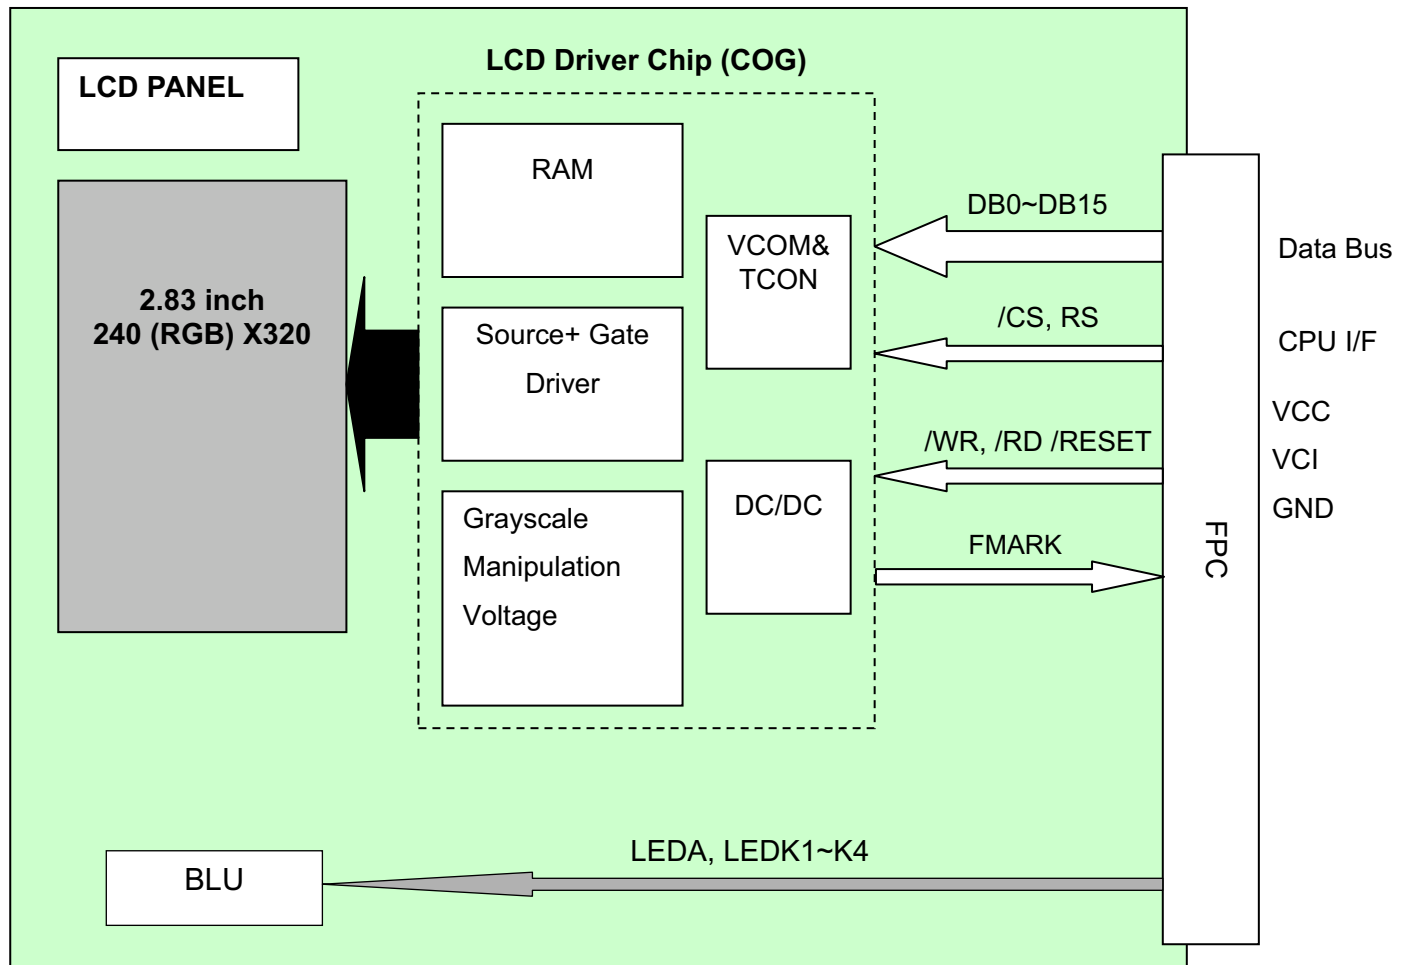 LCD Driver Chip (COG)
LCD PANEL
2.83 inch
240 (RGB) X320
RAM
Source+ Gate
Driver
Grayscale
Manipulation
Voltage
VCOM&
TCON
DC/DC
DB0~DB15
/CS, RS
/WR, /RD /RESET
FMARK
FPC
Data Bus
CPU I/F
VCC
VCI
GND
LEDA, LEDK1~K4
BLU